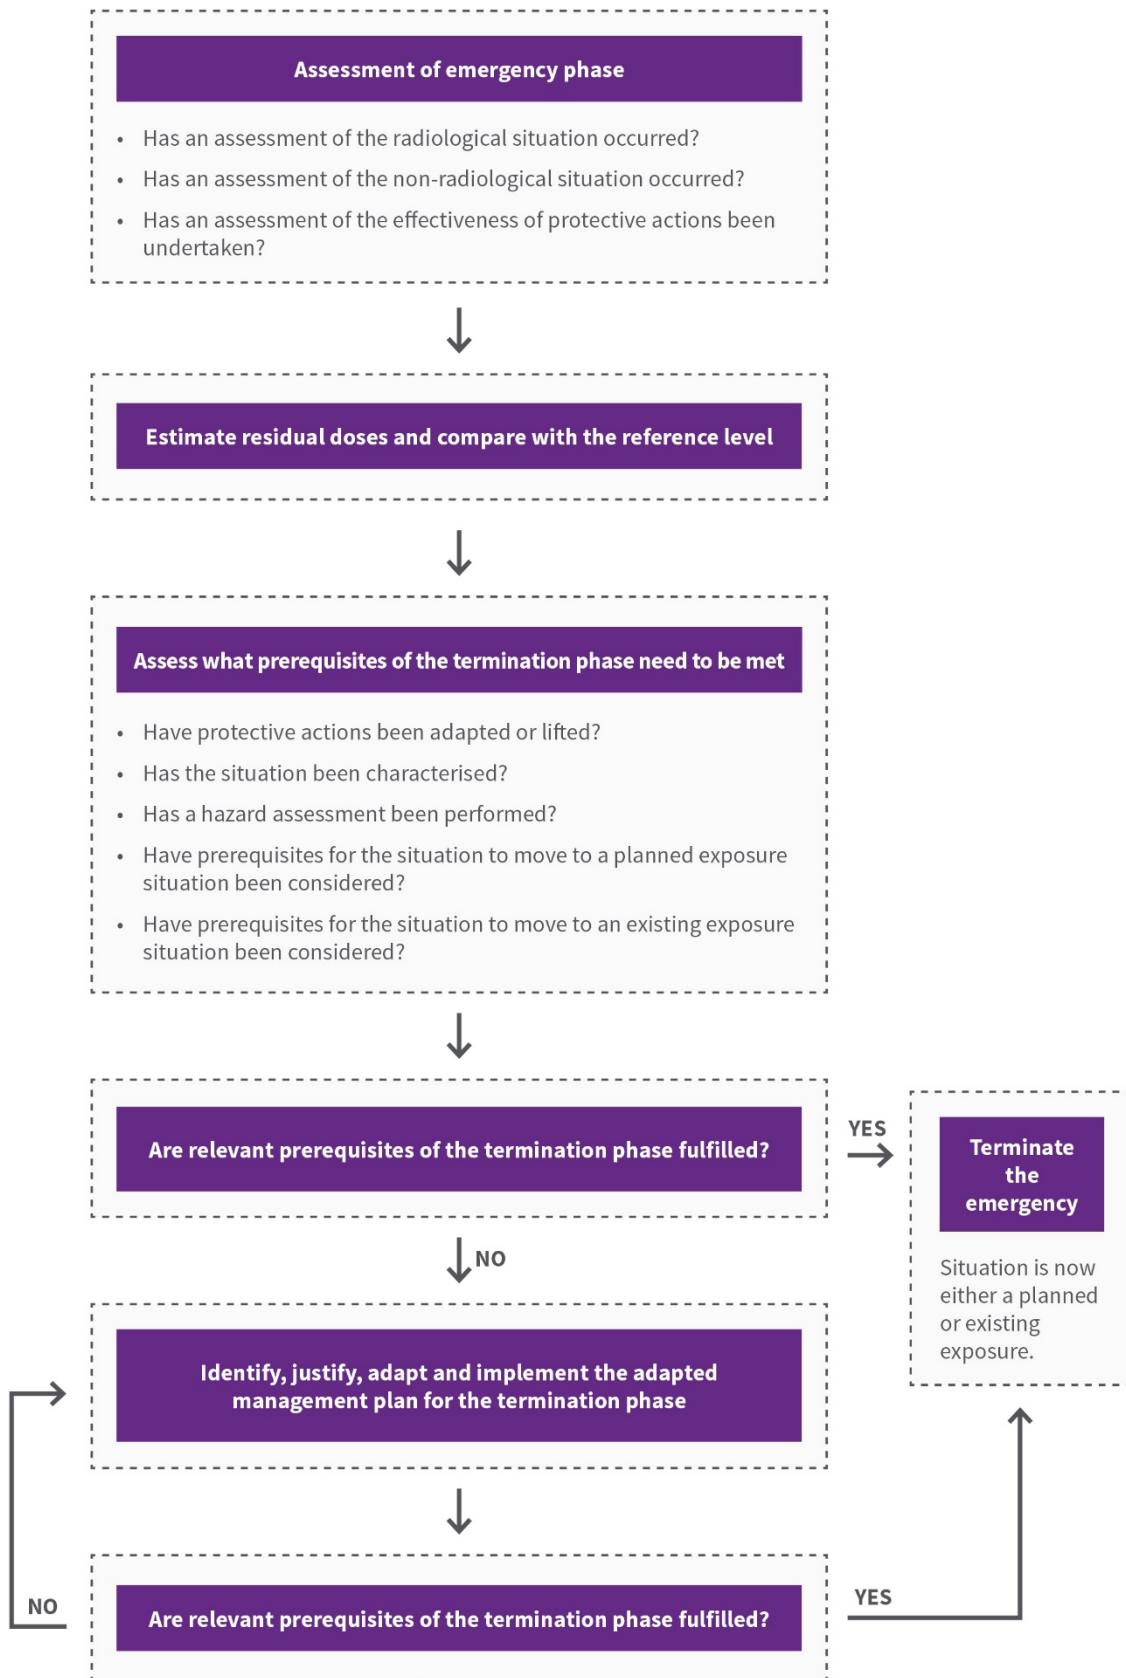 Assessment of emergency phase
• Has an assessment of the radiological situation occurred?
• Has an assessment of the non-radiological situation occurred?
• Has an assessment of the effectiveness of protective actions been
undertaken?
Estimate residual doses and compare with the reference level
Assess what prerequisites of the termination phase need to be met
• Have protective actions been adapted or lifted?
• Has the situation been characterised?
• Has a hazard assessment been performed?
• Have prerequisites for the situation to move to a planned exposure
situation been considered?
• Have prerequisites for the situation to move to an existing exposure
situation been considered?
Are relevant prerequisites of the termination phase fulfilled?
YES
Terminate
the
emergency
Situation is now
either a planned
or existing
exposure.
NO
Identify, justify, adapt and implement the adapted
management plan for the termination phase
NO
Are relevant prerequisites of the termination phase fulfilled?
YES